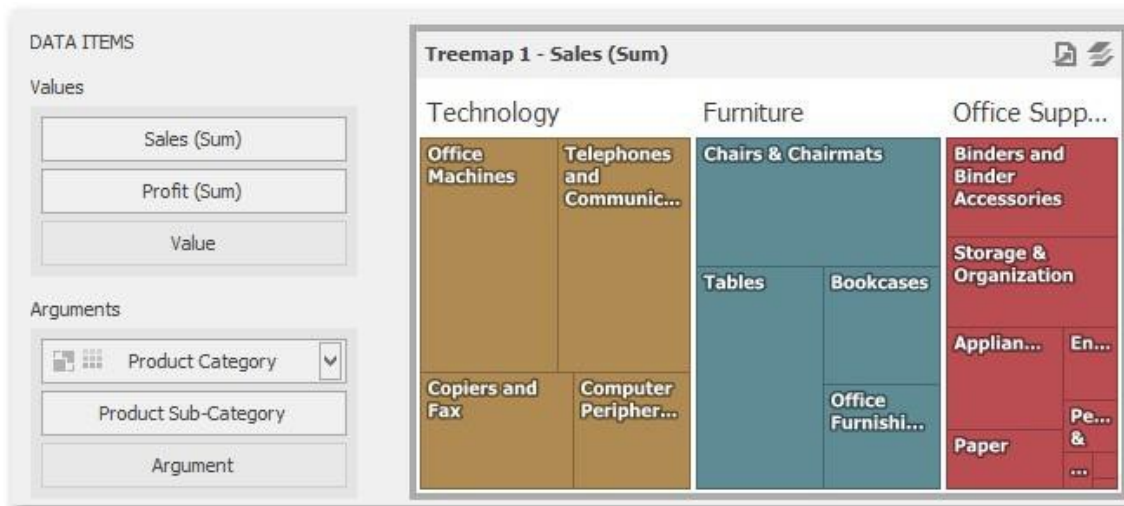 DATA ITEMS
Values
Sales (Sum)
Profit (Sum)
Value
Arguments
Product Category
Product Sub-Category
Argument
Treemap 1 - Sales (Sum)
Technology
Office
Machines
Telephones
and
Communic...
Copiers and
Fax
Computer
Peripher...
Furniture
Chairs & Chairmats
Tables
Bookcases
Office
Furnishi...
Office Supp...
Binders and
Binder
Accessories
Storage &
Organization
Applian...
En...
Paper
Pe...
&
...